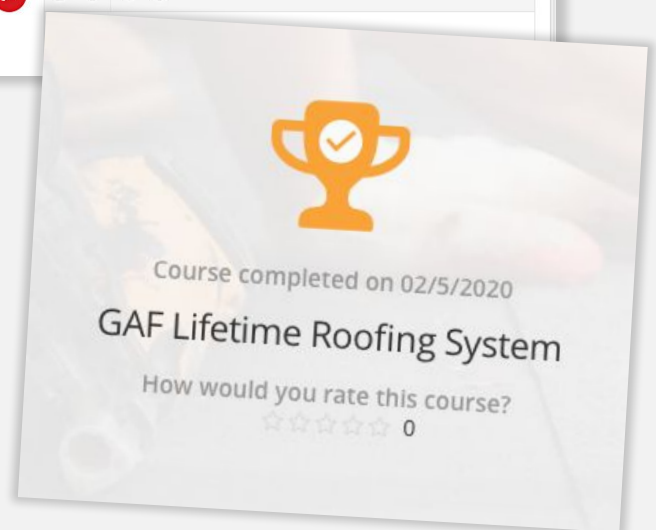 Course completed on 02/5/2020
GAF Lifetime Roofing System
How would you rate this course?
0